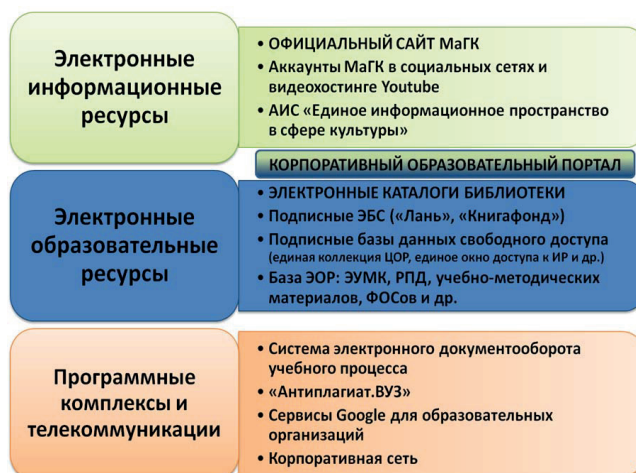 Электронные
информационные
ресурсы
• ОФИЦИАЛЬНЫЙ САЙТ МаГК
• Аккаунты МаГК в социальных сетях и
видеохостинге Youtube
• АИС «Единое информационное пространство
в сфере культуры»
КОРПОРАТИВНЫЙ ОБРАЗОВАТЕЛЬНЫЙ ПОРТАЛ
Электронные
образовательные
ресурсы
• ЭЛЕКТРОННЫЕ КАТАЛОГИ БИБЛИОТЕКИ
• Подписные ЭБС («Лань», «Книгафонд»)
• Подписные базы данных свободного доступа
(единая коллекция ЦОР, единое окно доступа к ИР и др.)
• База ЭОР: ЭУМК, РПД, учебно-методических
материалов, ФОСов и др.
Программные
комплексы и
телекоммуникации
• Система электронного документооборота
учебного процесса
• «Антиплагиат.ВУЗ»
• Сервисы Google для образовательных
организаций
• Корпоративная сеть